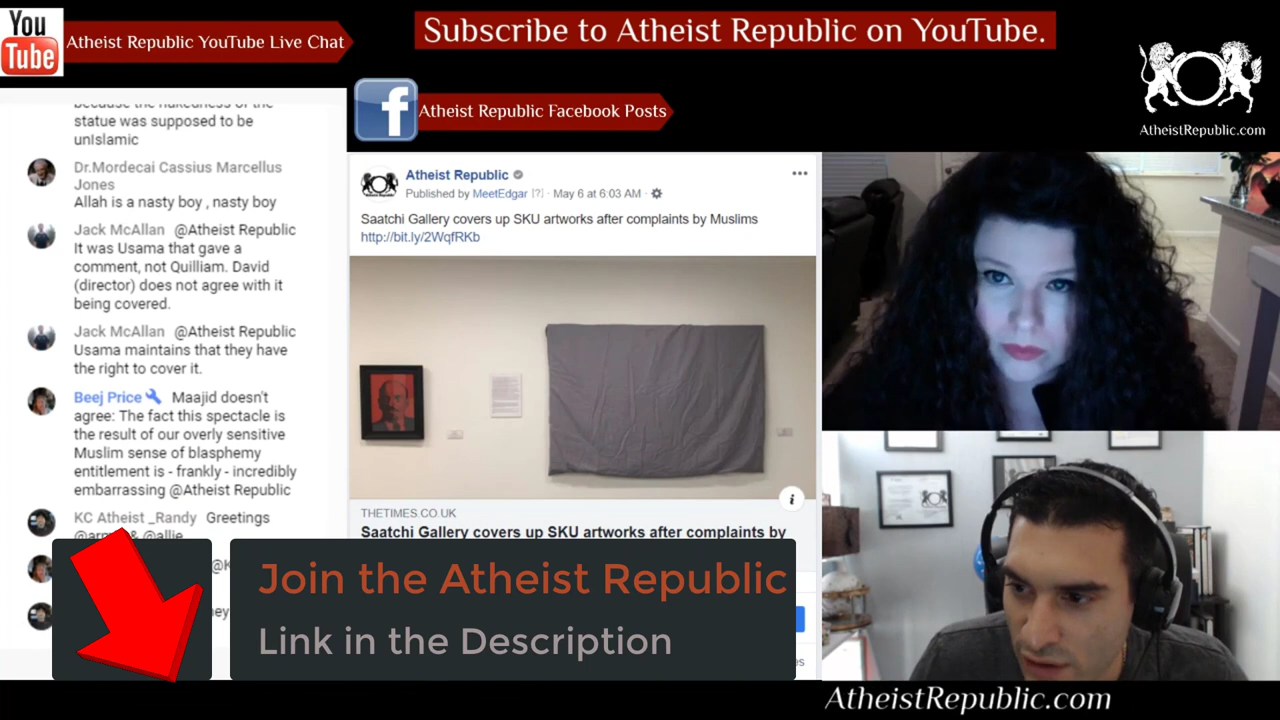 You
Tube
Atheist Republic YouTube Live Chat
Subscribe to Atheist Republic on YouTube.
AtheistRepublic.com
Atheist Republic Facebook Posts
because the nakedness of the
statue was supposed to be
unIslamic
Dr.Mordecai Cassius Marcellus
Jones
Allah is a nasty boy , nasty boy
Jack McAllan @Atheist Republic
It was Usama that gave a
comment, not Quilliam. David
(director) does not agree with it
being covered.
Jack McAllan @Atheist Republic
Usama maintains that they have
the right to cover it.
Beej Price Maajid doesn't
agree: The fact this spectacle is
the result of our overly sensitive
Muslim sense of blasphemy
entitlement is - frankly - incredibly
embarrassing @Atheist Republic
KC Atheist _Randy Greetings
& @allie
f
Atheist Republic
Published by MeetEdgar [?] · May 6 at 6:03 AM ·
Saatchi Gallery covers up SKU artworks after complaints by Muslims
http://bit.ly/2WqfRKb
i
THETIMES.CO.UK
Saatchi Gallery covers up SKU artworks after complaints by
Join the Atheist Republic
Link in the Description
AtheistRepublic.com